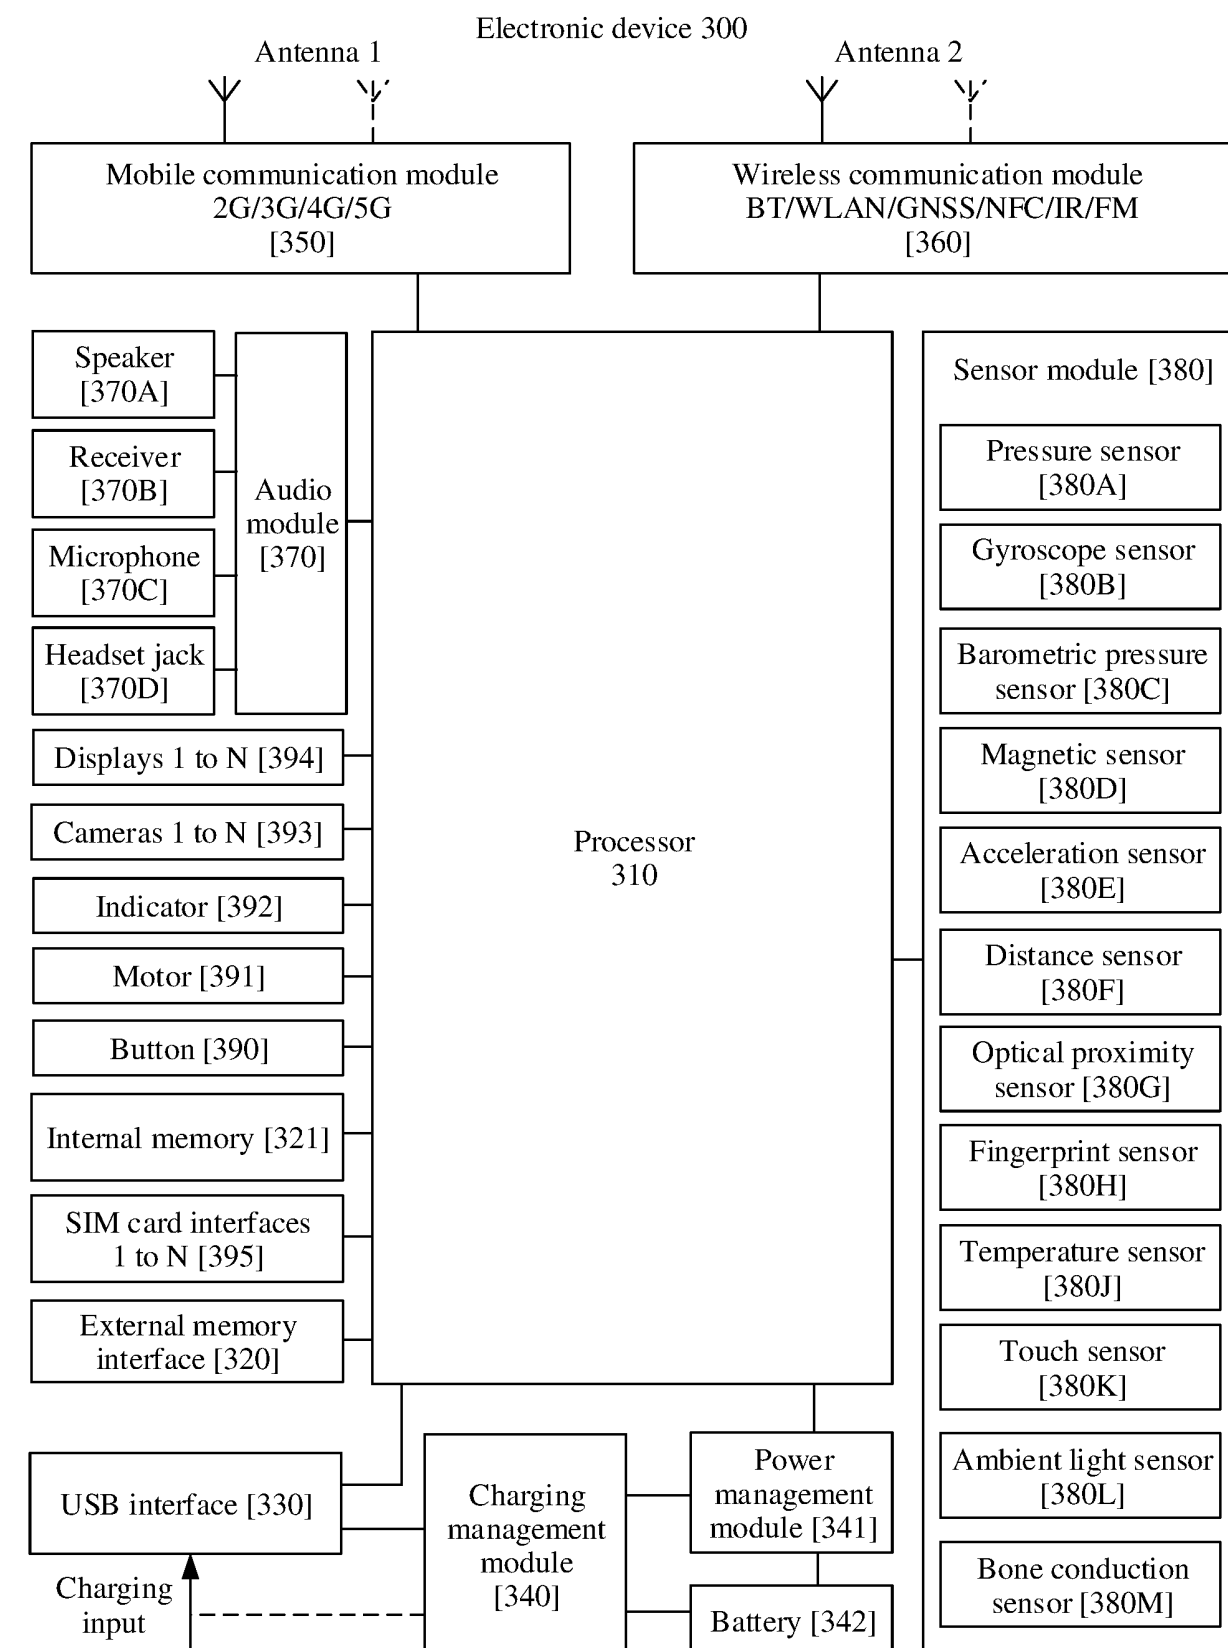 Electronic device 300
Antenna 1
Antenna 2
Mobile communication module
2G/3G/4G/5G
[350]
Wireless communication module
BT/WLAN/GNSS/NFC/IR/FM
[360]
Speaker
[370A]
Receiver
[370B]
Microphone
[370C]
Headset jack
[370D]
Audio
module
[370]
Displays 1 to N [394]
Cameras 1 to N [393]
Indicator [392]
Motor [391]
Button [390]
Internal memory [321]
SIM card interfaces
1 to N [395]
External memory
interface [320]
Processor
310
Sensor module [380]
Pressure sensor
[380A]
Gyroscope sensor
[380B]
Barometric pressure
sensor [380C]
Magnetic sensor
[380D]
Acceleration sensor
[380E]
Distance sensor
[380F]
Optical proximity
sensor [380G]
Fingerprint sensor
[380H]
Temperature sensor
[380J]
Touch sensor
[380K]
Ambient light sensor
[380L]
Bone conduction
sensor [380M]
USB interface [330]
Charging
input
Charging
management
module
[340]
Power
management
module [341]
Battery [342]